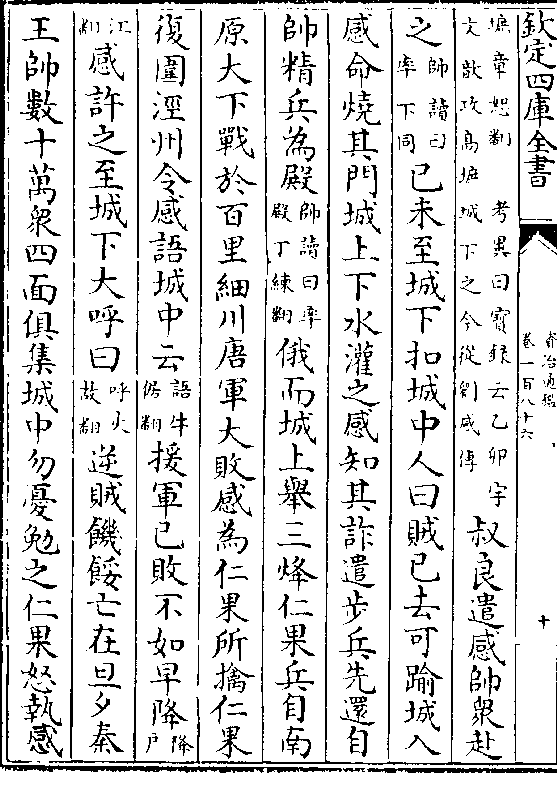 欽定四庫全書
資治通鑑
卷一百八十六
十
墌章恕翻 考異曰實録云乙卯宇文歆攻高墌城下之今從劉感傳叔良遣感帥衆赴
之帥讀曰率下同已未至城下扣城中人曰賊已去可踰城入
感命燒其門城上下水灌之感知其詐遣步兵先還自
帥精兵為殿帥讀曰率殿丁練翻俄而城上舉三烽仁果兵自南
原大下戰於百里細川唐軍大敗感為仁果所擒仁果
復圍涇州令感語城中云語牛倨翻援軍已敗不如早降降戶
江翻感許之至城下大呼曰呼火故翻逆賊饑餒亡在旦夕秦
王帥數十萬衆四面俱集城中勿憂勉之仁果怒執感